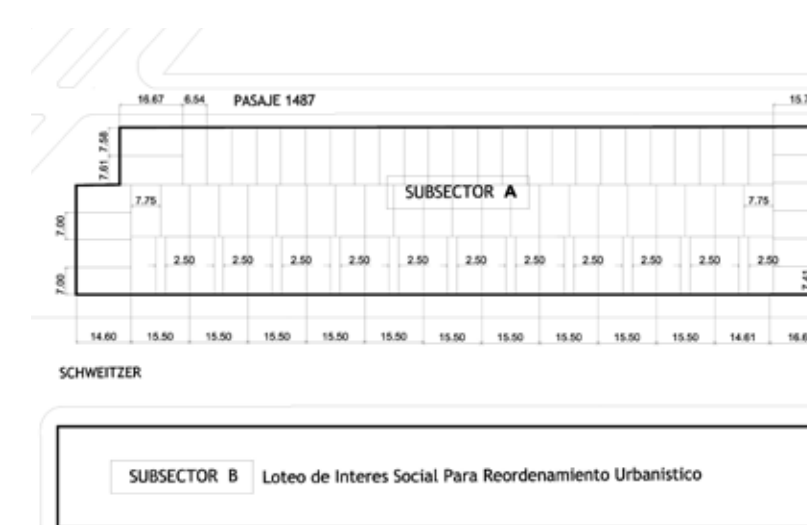 16.67 6.54 PASAJE 1487
7.58
7.61
SUBSECTOR A
7.75 7.75
7.00
2.50 2.50 2.50 2.50 2.50 2.50 2.50 2.50 2.50 2.50 2.50
7.00
14.60 15.50 15.50 15.50 15.50 15.50 15.50 15.50 15.50 15.50 15.50 14.61
SCHWEITZER
SUBSECTOR B Loteo de Interes Social Para Reordenamiento Urbanistico